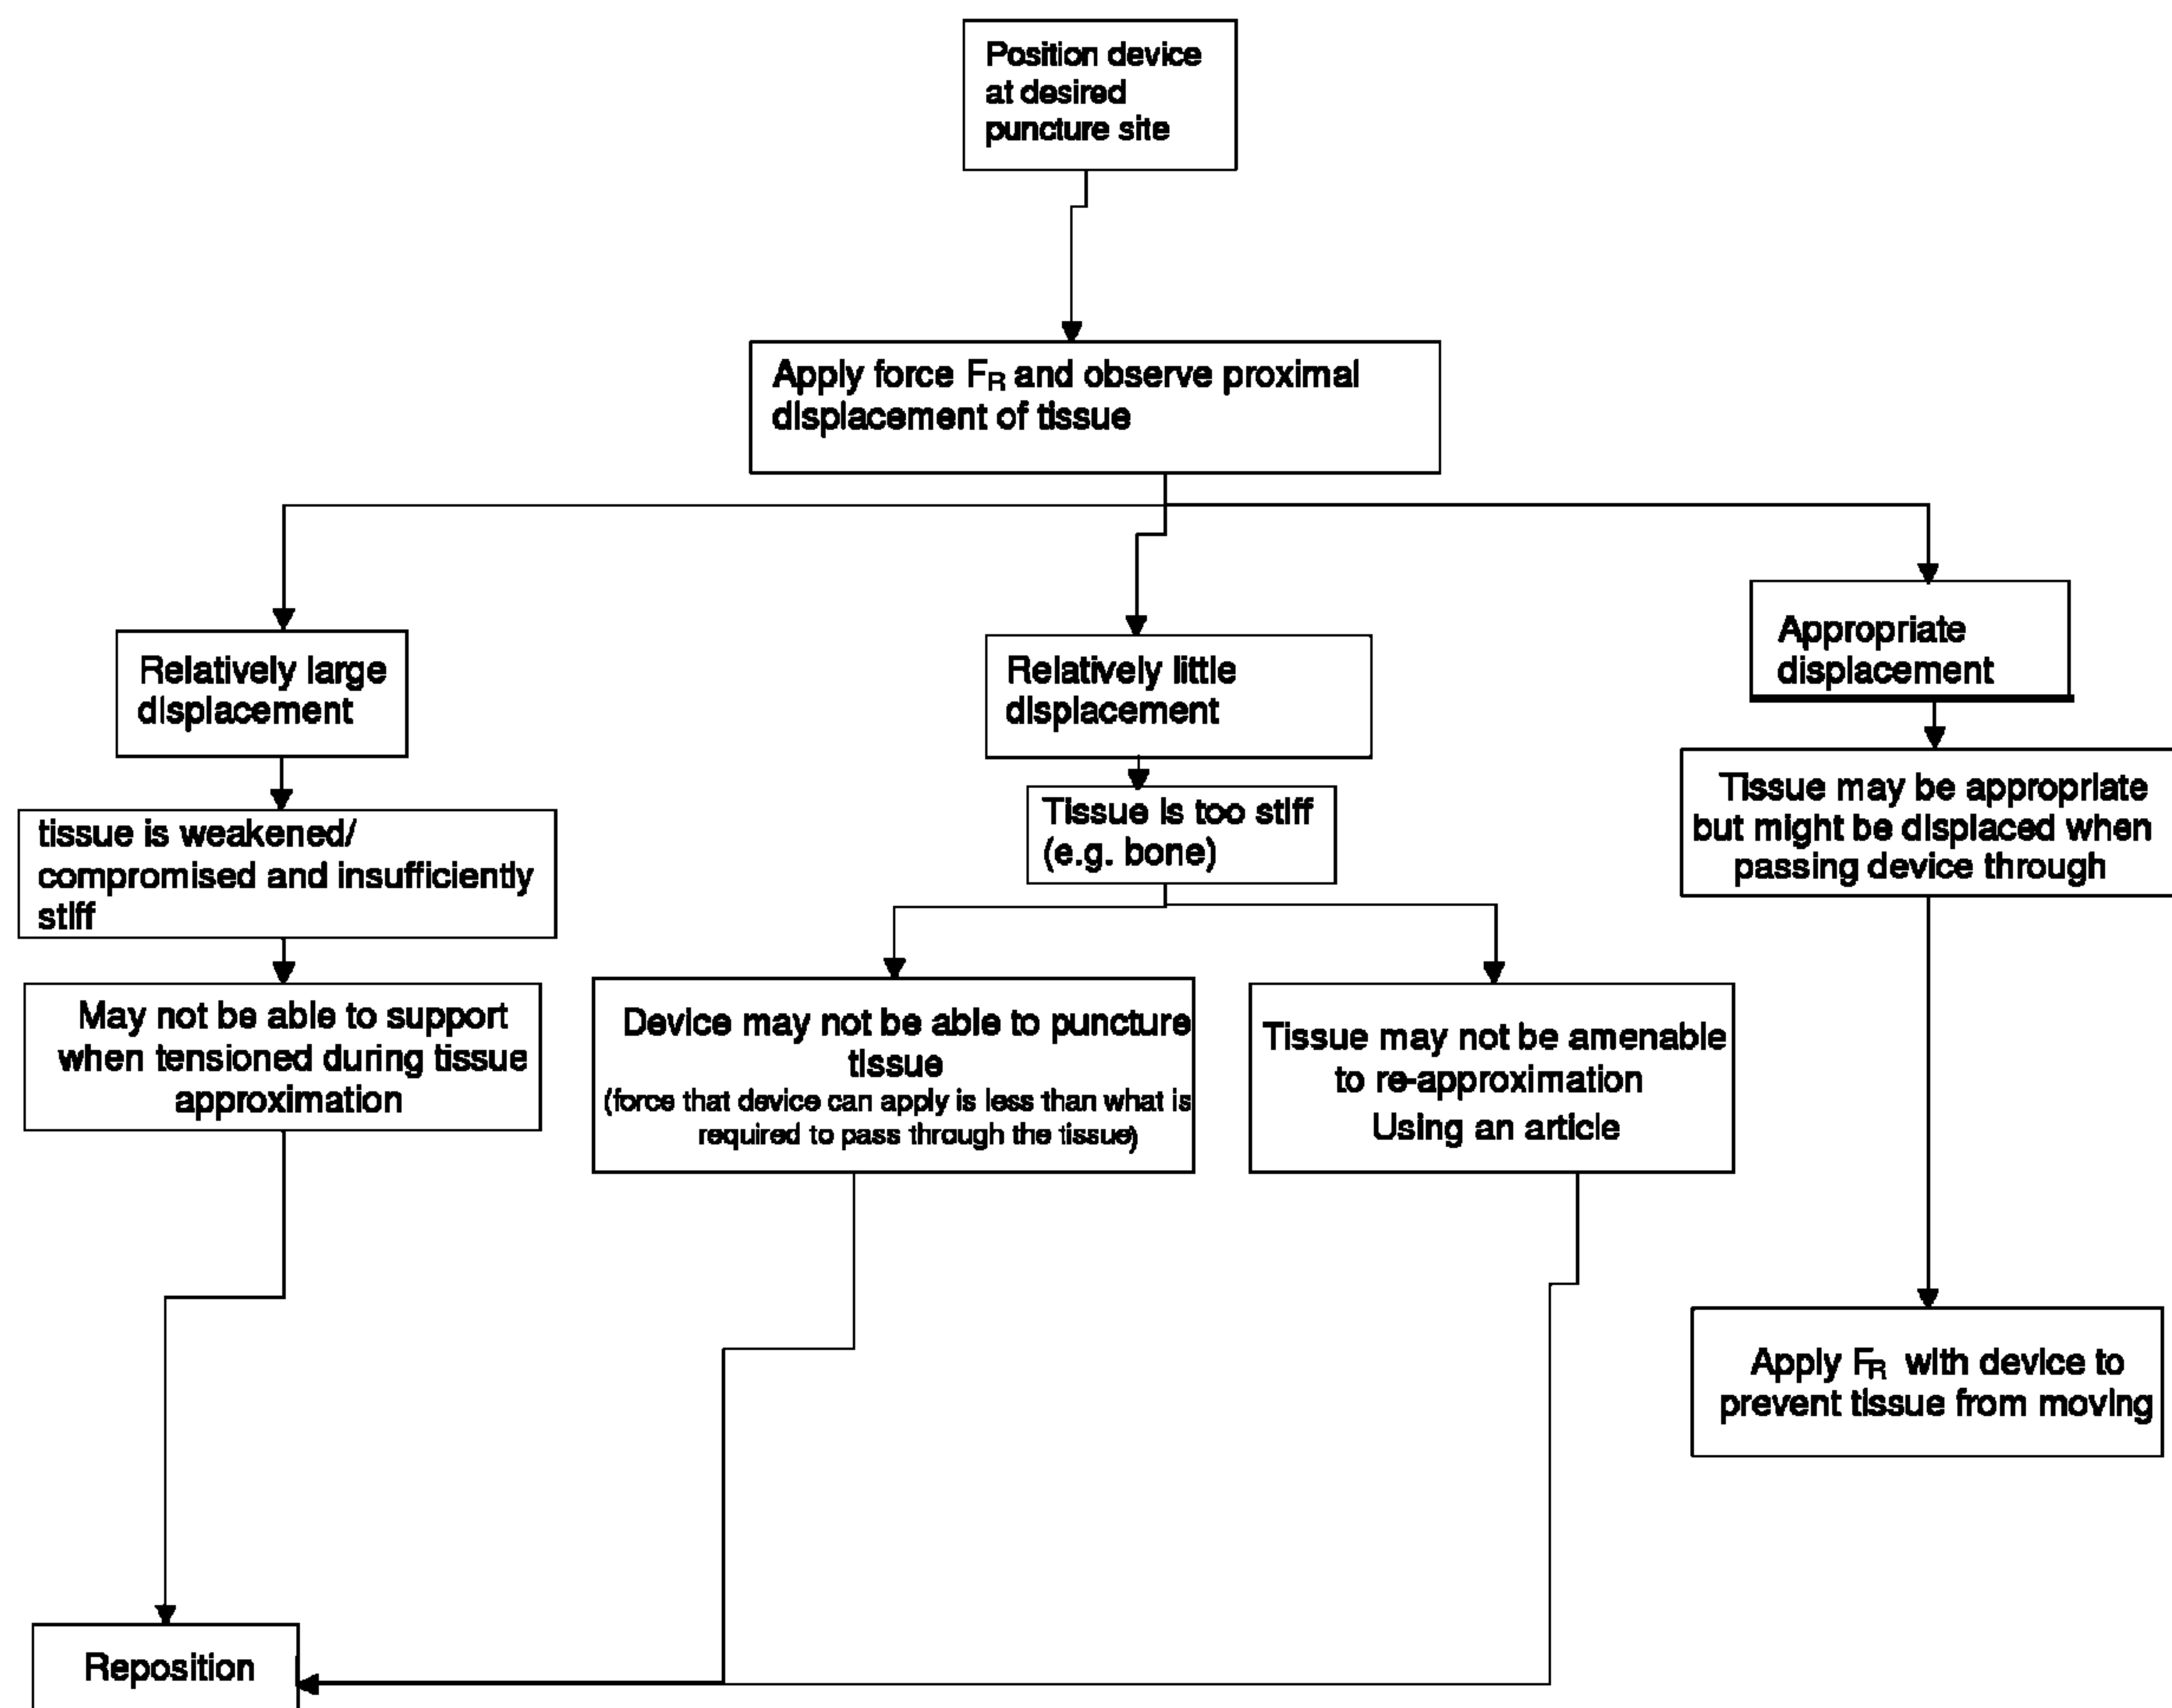 Position device
at desired
puncture site
Apply force FR and observe proximal
displacement of tissue
Relatively large
displacement
Relatively little
displacement
Appropriate
displacement
tissue is weakened/
compromised and insufficiently
stiff
Tissue is too stiff
(e.g. bone)
Tissue may be appropriate
but might be displaced when
passing device through
May not be able to support
when tensioned during tissue
approximation
Device may not be able to puncture
tissue
(force that device can apply is less than what is
required to pass through the tissue)
Tissue may not be amenable
to re-approximation
Using an article
Apply FR with device to
prevent tissue from moving
Reposition